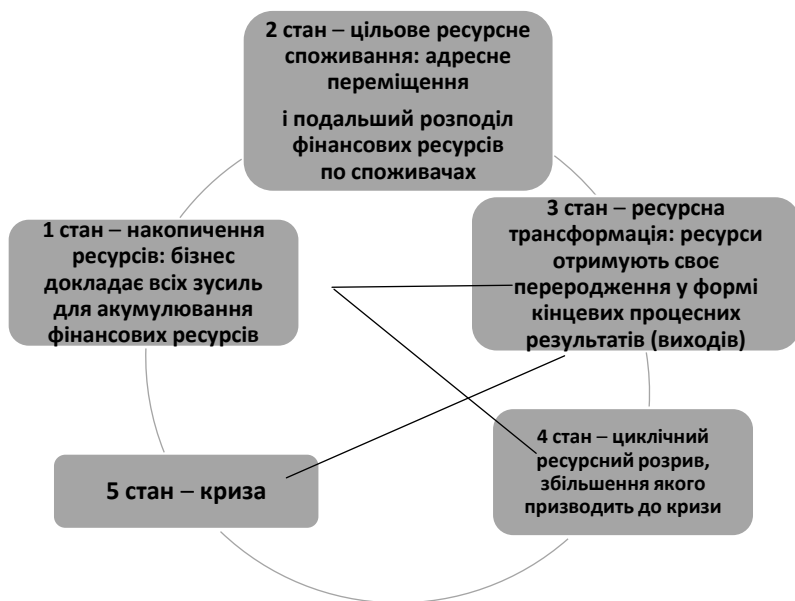 2 стан – цільове ресурсне
споживання: адресне
переміщення
і подальший розподіл
фінансових ресурсів
по споживачах
1 стан – накопичення
ресурсів: бізнес
докладає всіх зусиль
для акумулювання
фінансових ресурсів
3 стан – ресурсна
трансформація: ресурси
отримують своє
переродження у формі
кінцевих процесних
результатів (виходів)
4 стан – циклічний
ресурсний розрив,
збільшення якого
призводить до кризи
5 стан – криза